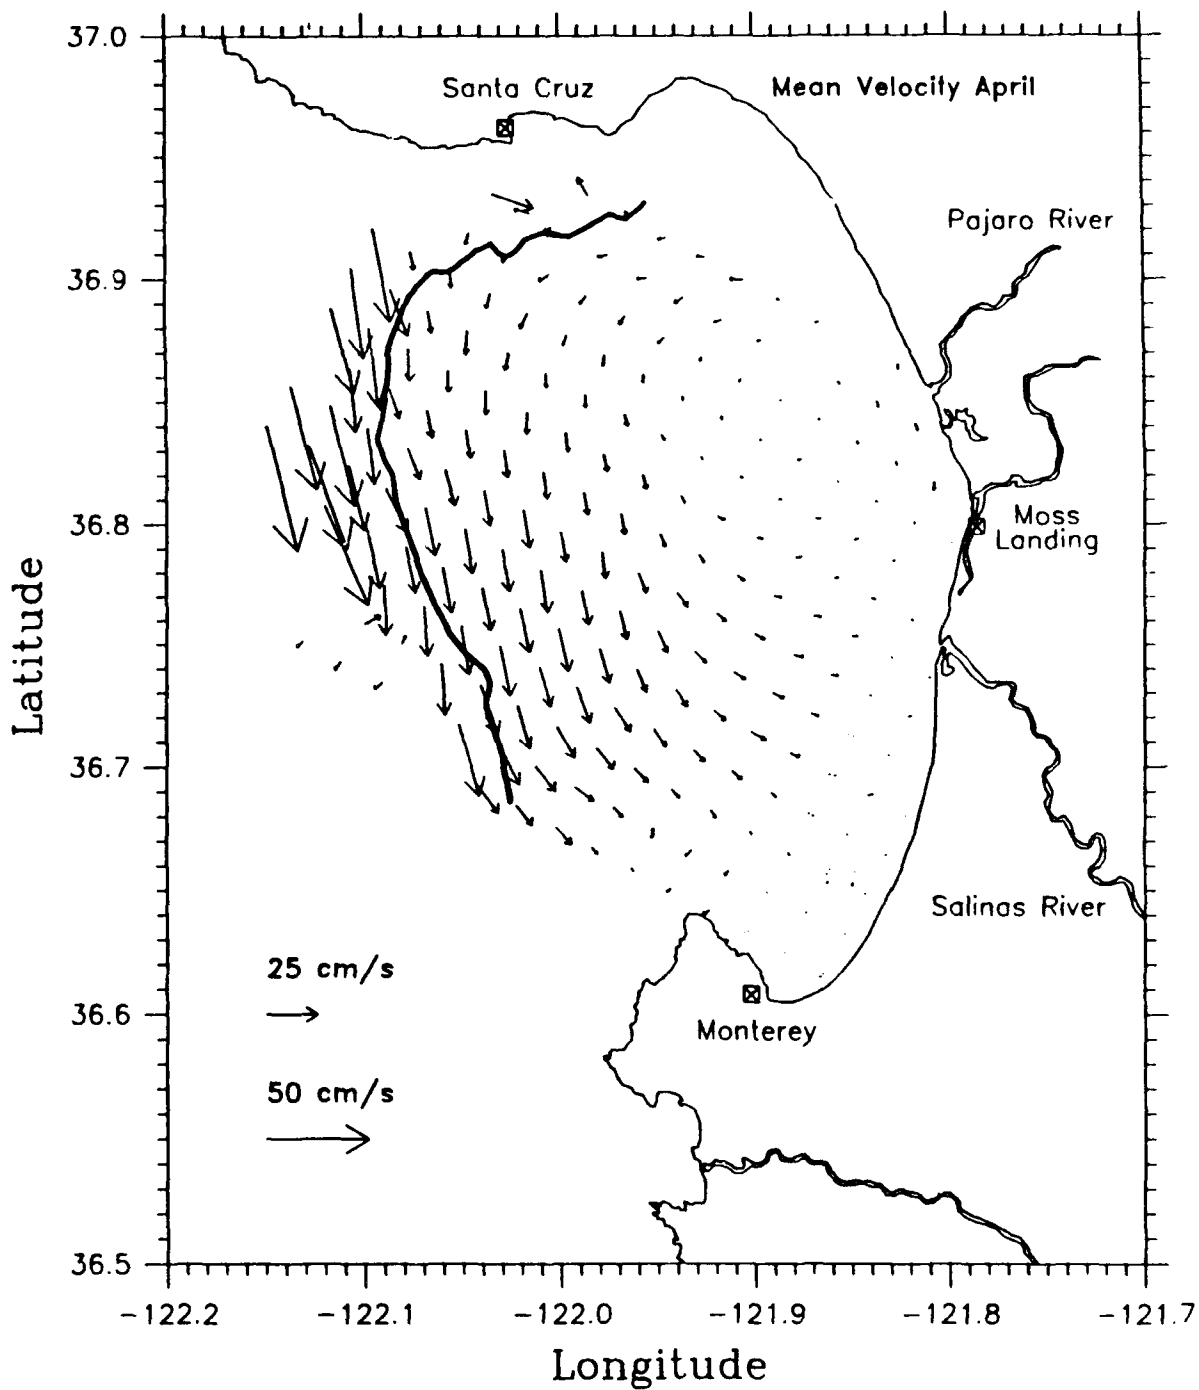 37.0
Santa Cruz
Mean Velocity April
Pajaro River
36.9
36.8
Moss
Landing
Latitude
36.7
Salinas River
25 cm/s
36.6
Monterey
50 cm/s
36.5
-122.2 -122.1 -122.0 -121.9 -121.8 -121.7
Longitude